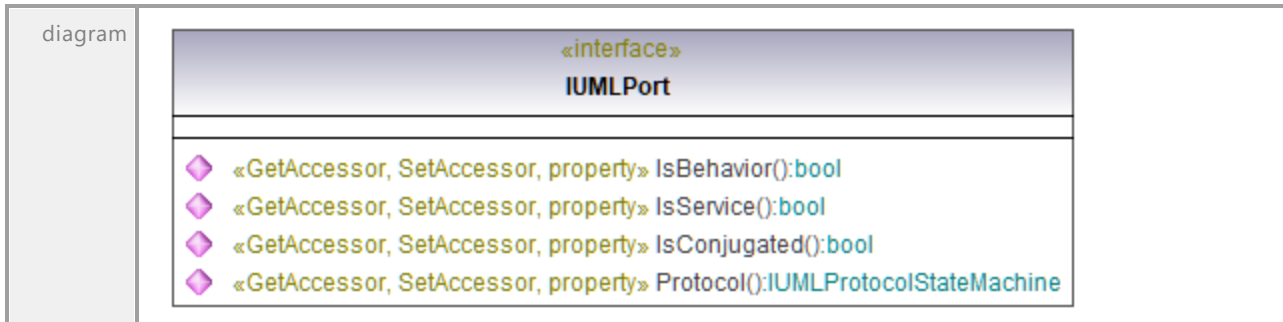 diagram
«interface»
IUMLPort
«GetAccessor, SetAccessor, property» IsBehavior():bool
«GetAccessor, SetAccessor, property» IsService():bool
«GetAccessor, SetAccessor, property» IsConjugated():bool
«GetAccessor, SetAccessor, property» Protocol():IUMLProtocolStateMachine